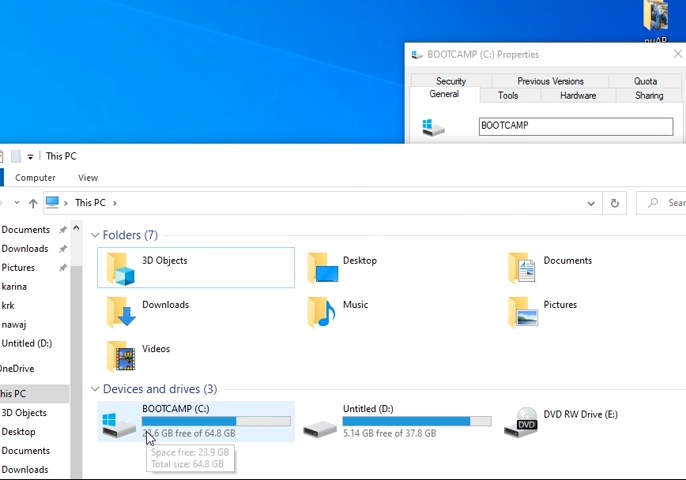 BOOTCAMP (C:) Properties
Security Previous Versions Quota
General Tools Hardware Sharing
BOOTCAMP
This PC
Computer View
This PC
Documents
Downloads
Pictures
karina
krk
nawaj
Untitled (D:)
OneDrive
This PC
3D Objects
Desktop
Documents
Downloads
Folders (7)
3D Objects Desktop Documents
Downloads Music Pictures
Videos
Devices and drives (3)
BOOTCAMP (C:)
GB free of 64.8 GB
Space free: 23.9 GB
Total size: 64.8 GB
Untitled (D:)
5.14 GB free of 37.8 GB
DVD RW Drive (E:)
DVD